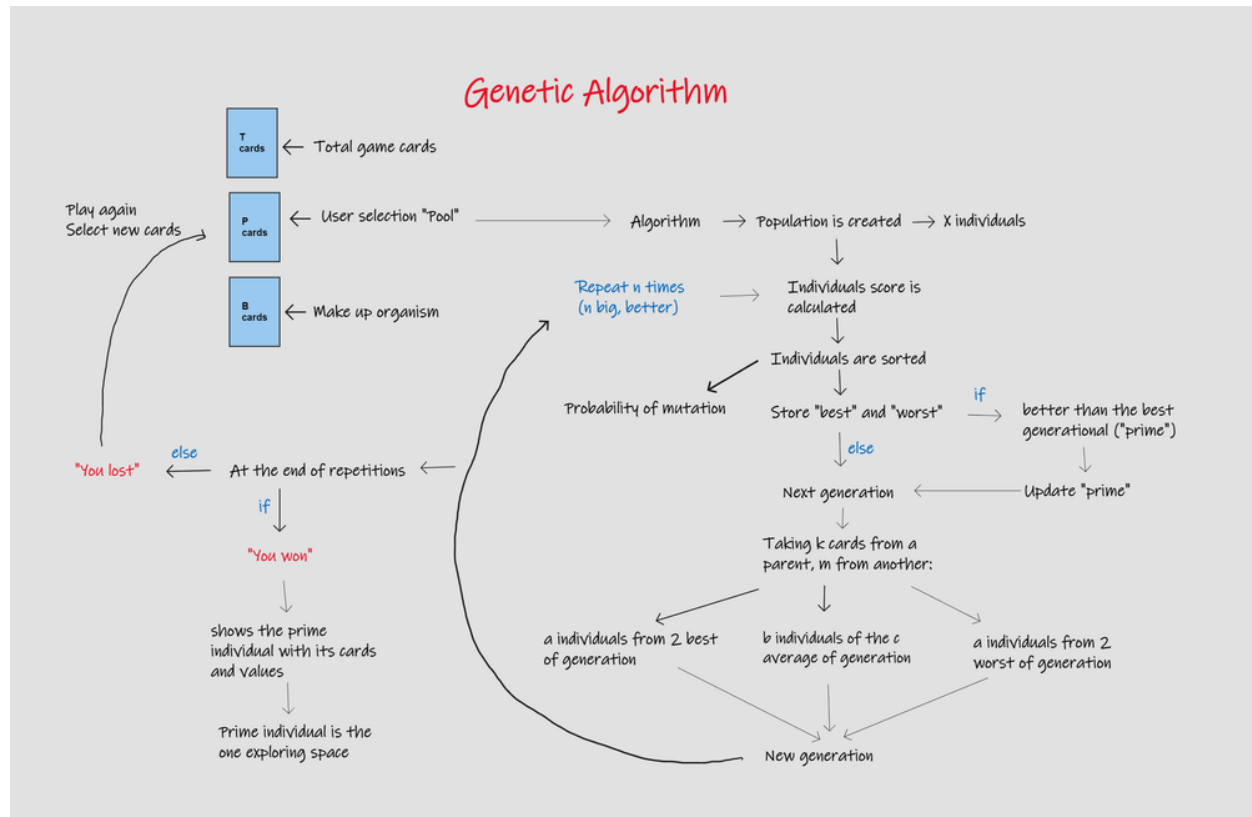 Genetic Algorithm
T
cards
Total game cards
Play again
Select new cards
P
cards
User selection "Pool"
Algorithm
Population is created
X individuals
B
cards
Make up organism
Repeat n times
(n big, better)
Individuals score is
calculated
Individuals are sorted
Probability of mutation
Store "best" and "worst"
if
better than the best
generational ("prime")
else
"You lost"
else
At the end of repetitions
Next generation
Update "prime"
if
"You won"
Taking k cards from a
parent, m from another:
shows the prime
individual with its cards
and values
a individuals from 2 best
of generation
b individuals of the c
average of generation
a individuals from 2
worst of generation
Prime individual is the
one exploring space
New generation